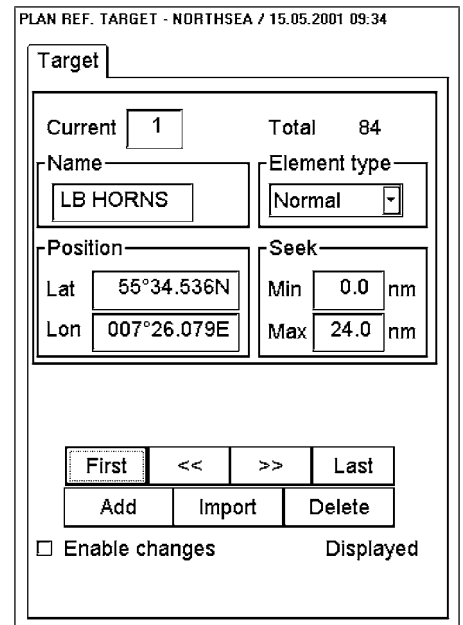 PLAN REF. TARGET - NORTHSEA / 15.05.2001 09:34
Target
Current 1 Total 84
Name Element type
LB HORNS Normal
Position Seek
Lat 55°34.536N Min 0.0 nm
Lon 007°26.079E Max 24.0 nm
First << >> Last
Add Import Delete
Enable changes Displayed